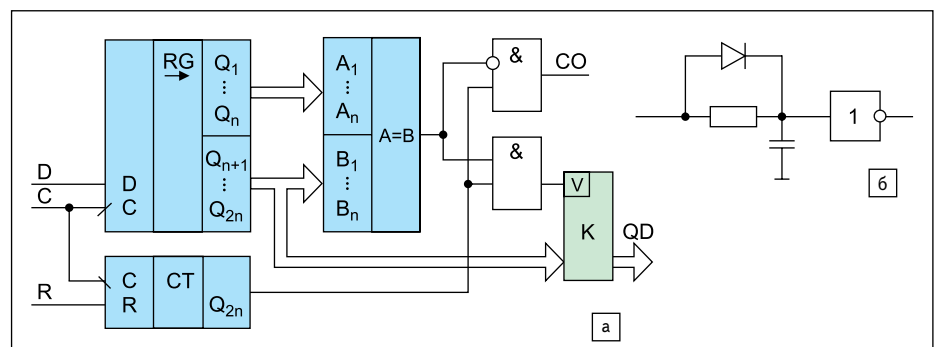 RG
Q1
⋮
Qn
Qn+1
⋮
Q2n
D
C
D
C
A1
⋮
An
B1
⋮
Bn
A=B
&
CO
&
V
K
QD
C
R
CT
Q2n
R
а
1
б